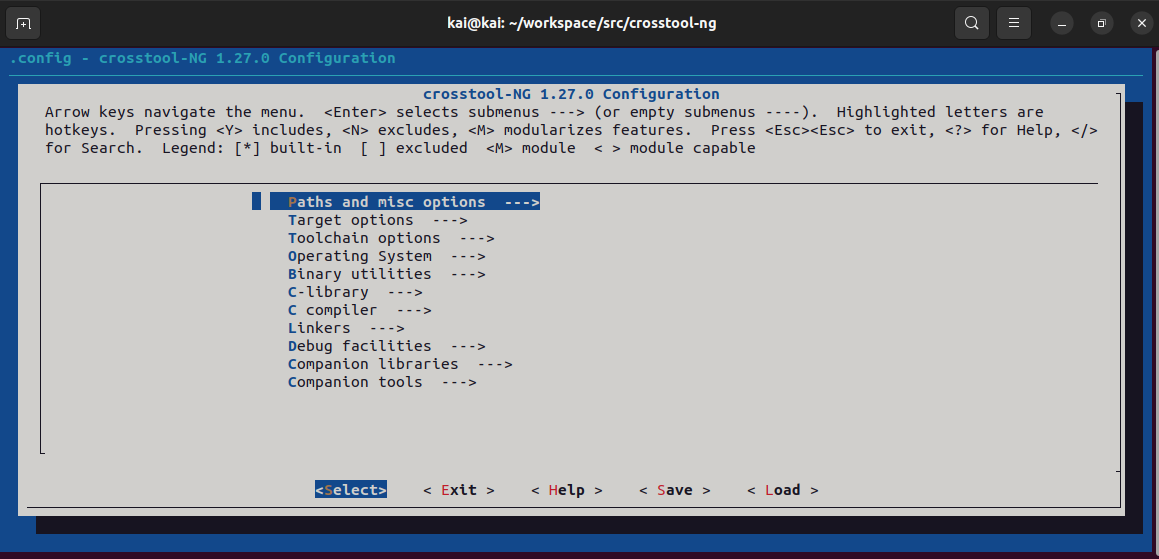 kai@kai: ~/workspace/src/crosstool-ng
.config - crosstool-NG 1.27.0 Configuration
crosstool-NG 1.27.0 Configuration
Arrow keys navigate the menu.  <Enter> selects submenus ---> (or empty submenus ----).  Highlighted letters are
hotkeys.  Pressing <Y> includes, <N> excludes, <M> modularizes features.  Press <Esc><Esc> to exit, <?> for Help, </>
for Search.  Legend: [*] built-in  [ ] excluded  <M> module  < > module capable
Paths and misc options  --->
Target options  --->
Toolchain options  --->
Operating System  --->
Binary utilities  --->
C-library  --->
C compiler  --->
Linkers  --->
Debug facilities  --->
Companion libraries  --->
Companion tools  --->
<Select>    < Exit >    < Help >    < Save >    < Load >